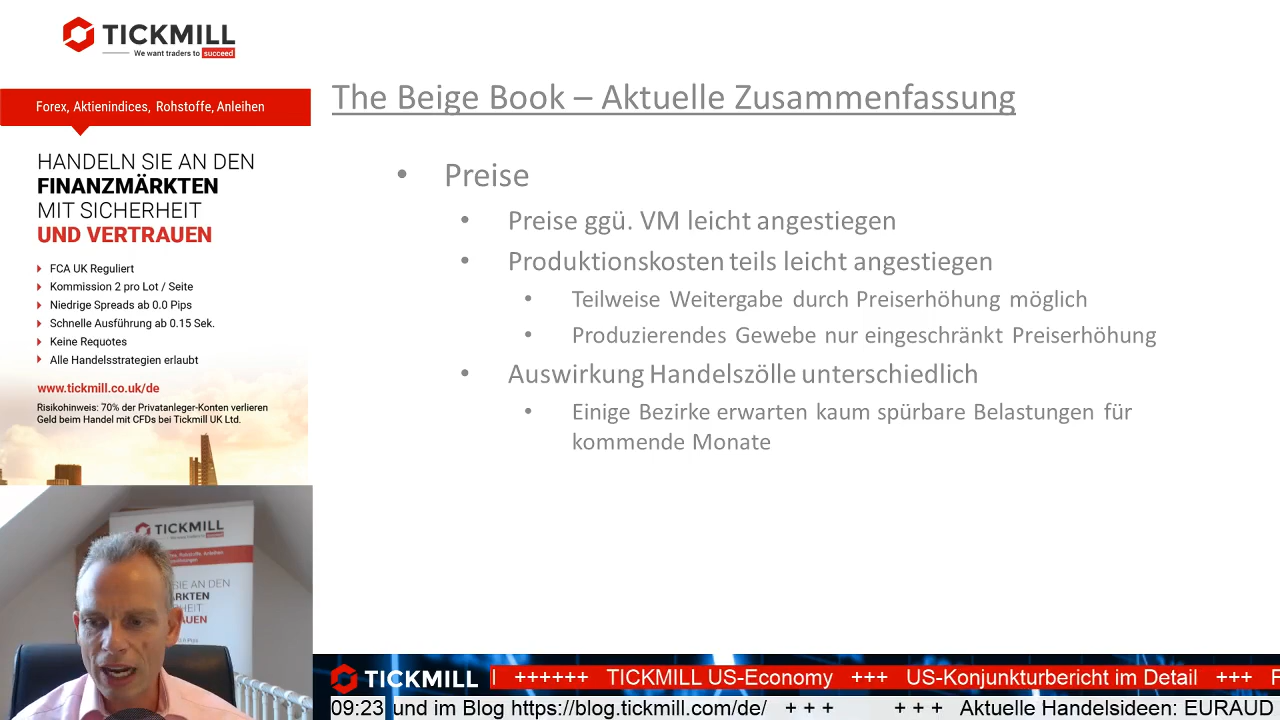 TICKMILL
We want traders to succeed
Forex, Aktienindices, Rohstoffe, Anleihen
HANDELN SIE AN DEN
FINANZMÄRKTEN
MIT SICHERHEIT
UND VERTRAUEN
FCA UK Reguliert
Kommission 2 pro Lot / Seite
Niedrige Spreads ab 0.0 Pips
Schnelle Ausführung ab 0.15 Sek.
Keine Requotes
Alle Handelsstrategien erlaubt
www.tickmill.co.uk/de
Risikohinweis: 70% der Privatanleger-Konten verlieren
Geld beim Handel mit CFDs bei Tickmill UK Ltd.
The Beige Book – Aktuelle Zusammenfassung
• Preise
• Preise ggü. VM leicht angestiegen
• Produktionskosten teils leicht angestiegen
• Teilweise Weitergabe durch Preiserhöhung möglich
• Produzierendes Gewebe nur eingeschränkt Preiserhöhung
• Auswirkung Handelszölle unterschiedlich
• Einige Bezirke erwarten kaum spürbare Belastungen für
kommende Monate
TICKMILL
SIE AN DEN
RKTEN
HEIT
AUEN
TICKMILL
++++++ TICKMILL US-Economy +++ US-Konjunkturbericht im Detail +++
09:23 und im Blog https://blog.tickmill.com/de/ + + + + + + Aktuelle Handelsideen: EURAUD